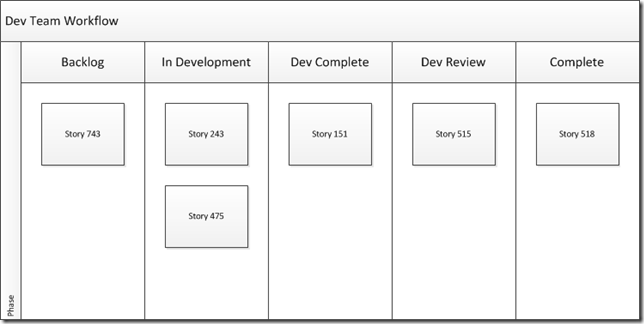 Dev Team Workflow
Backlog
In Development
Dev Complete
Dev Review
Complete
Story 743
Story 243
Story 151
Story 515
Story 518
Story 475
Phase